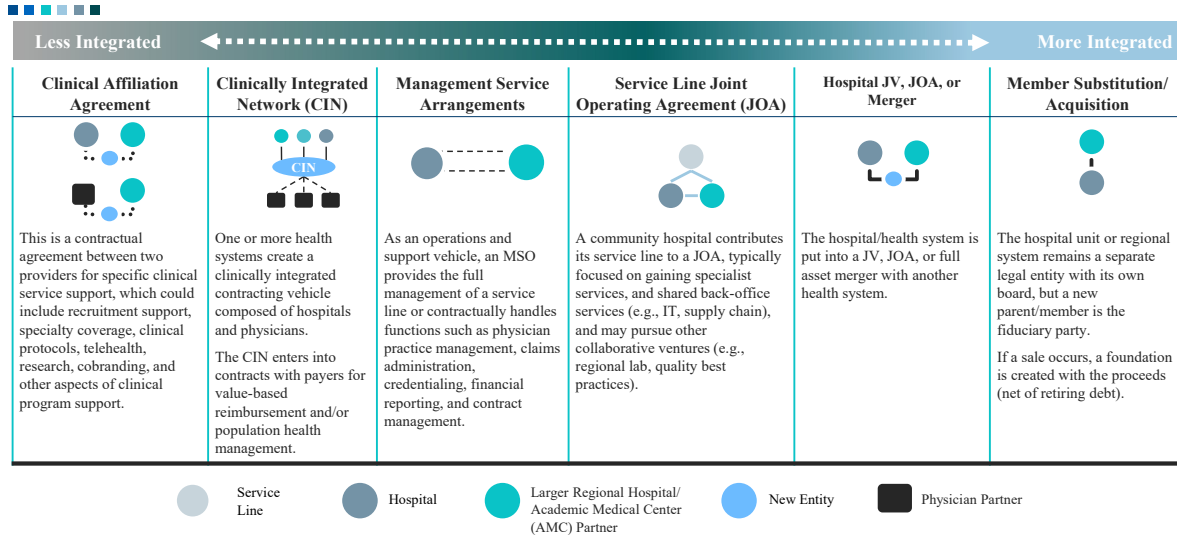 Less Integrated
More Integrated
Clinical Affiliation
Agreement
This is a contractual
agreement between two
providers for specific clinical
service support, which could
include recruitment support,
specialty coverage, clinical
protocols, telehealth,
research, cobranding, and
other aspects of clinical
program support.
Clinically Integrated
Network (CIN)
CIN
One or more health
systems create a
clinically integrated
contracting vehicle
composed of hospitals
and physicians.
The CIN enters into
contracts with payers for
value-based
reimbursement and/or
population health
management.
Management Service
Arrangements
As an operations and
support vehicle, an MSO
provides the full
management of a service
line or contractually handles
functions such as physician
practice management, claims
administration,
credentialing, financial
reporting, and contract
management.
Service Line Joint
Operating Agreement (JOA)
A community hospital contributes
its service line to a JOA, typically
focused on gaining specialist
services, and shared back-office
services (e.g., IT, supply chain),
and may pursue other
collaborative ventures (e.g.,
regional lab, quality best
practices).
Hospital JV, JOA, or
Merger
The hospital/health system is
put into a JV, JOA, or full
asset merger with another
health system.
Member Substitution/
Acquisition
The hospital unit or regional
system remains a separate
legal entity with its own
board, but a new
parent/member is the
fiduciary party.
If a sale occurs, a foundation
is created with the proceeds
(net of retiring debt).
Service
Line
Hospital
Larger Regional Hospital/
Academic Medical Center
(AMC) Partner
New Entity
Physician Partner